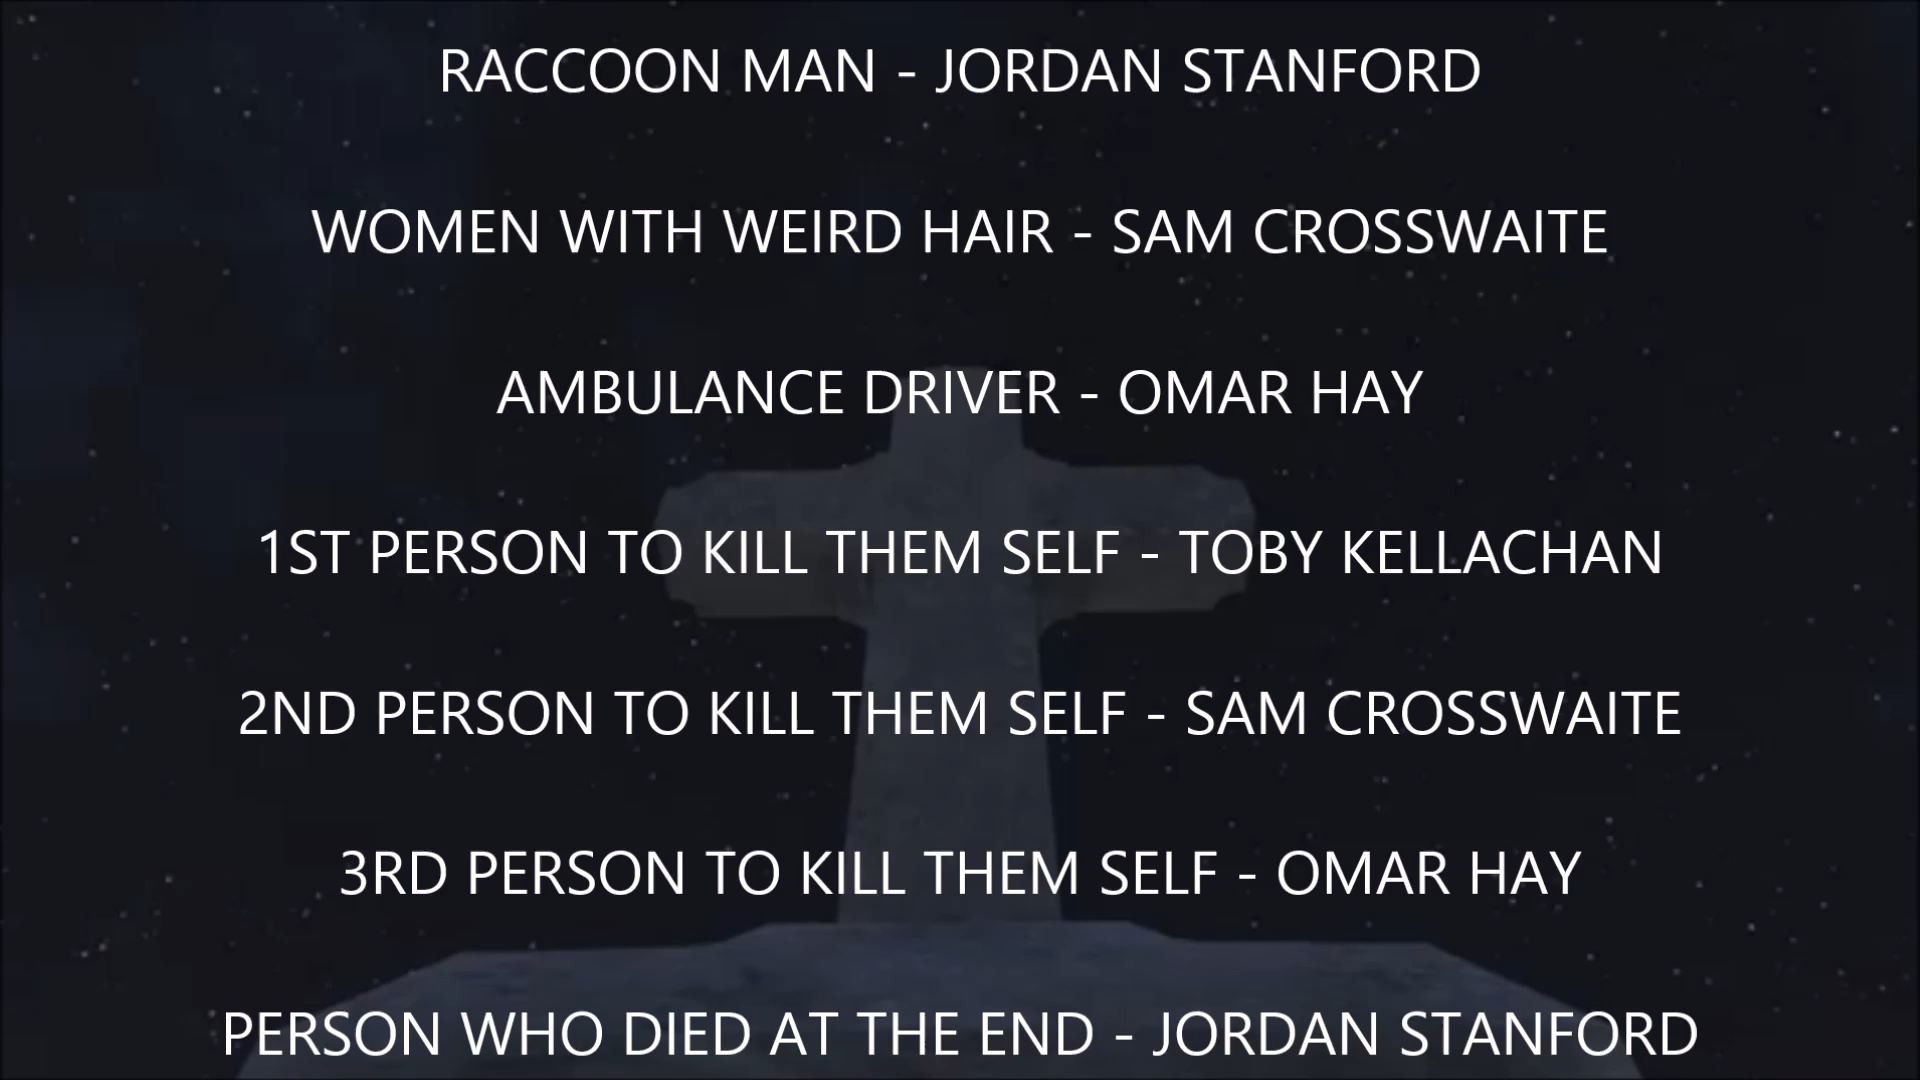 RACCOON MAN - JORDAN STANFORD
WOMEN WITH WEIRD HAIR - SAM CROSSWAITE
AMBULANCE DRIVER - OMAR HAY
1ST PERSON TO KILL THEM SELF - TOBY KELLACHAN
2ND PERSON TO KILL THEM SELF - SAM CROSSWAITE
3RD PERSON TO KILL THEM SELF - OMAR HAY
PERSON WHO DIED AT THE END - JORDAN STANFORD